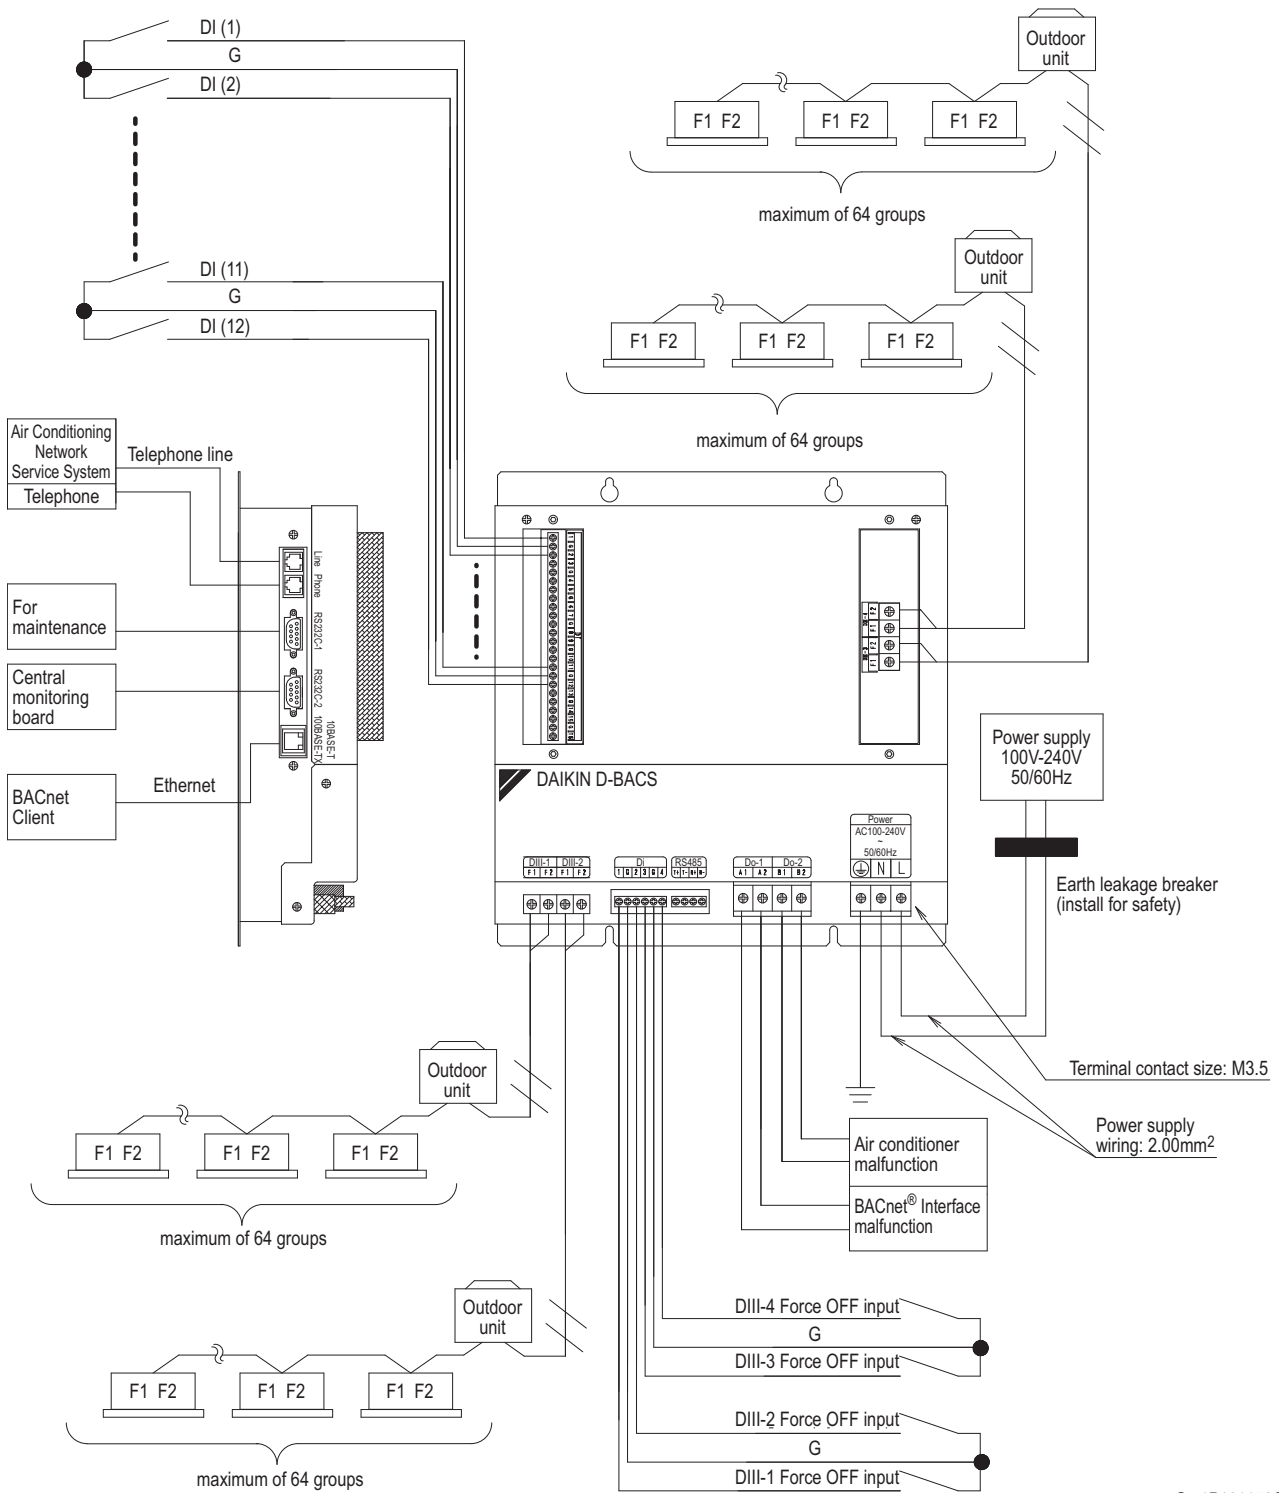 DI (1)
G
DI (2)
DI (11)
G
DI (12)
Outdoor
unit
F1 F2
F1 F2
F1 F2
maximum of 64 groups
Outdoor
unit
F1 F2
F1 F2
F1 F2
maximum of 64 groups
Air Conditioning
Network
Service System
Telephone
Telephone line
For
maintenance
Central
monitoring
board
BACnet
Client
Ethernet
Line
Phone
RS232C-1
RS232C-2
10BASE-T
100BASE-TX
F2
F1
F2
F1
DAIKIN D-BACS
DIII-1 DIII-2
F1 F2 F1 F2
Di
1 G 2 3 G 4
RS485
Do-1 Do-2
A1 A2 B1 B2
Power
AC100-240V
~
50/60Hz
N L
Power supply
100V-240V
50/60Hz
Earth leakage breaker
(install for safety)
Terminal contact size: M3.5
Power supply
wiring: 2.00mm2
Outdoor
unit
F1 F2
F1 F2
F1 F2
maximum of 64 groups
Air conditioner
malfunction
BACnet® Interface
malfunction
Outdoor
unit
F1 F2
F1 F2
F1 F2
maximum of 64 groups
DIII-4 Force OFF input
G
DIII-3 Force OFF input
DIII-2 Force OFF input
G
DIII-1 Force OFF input